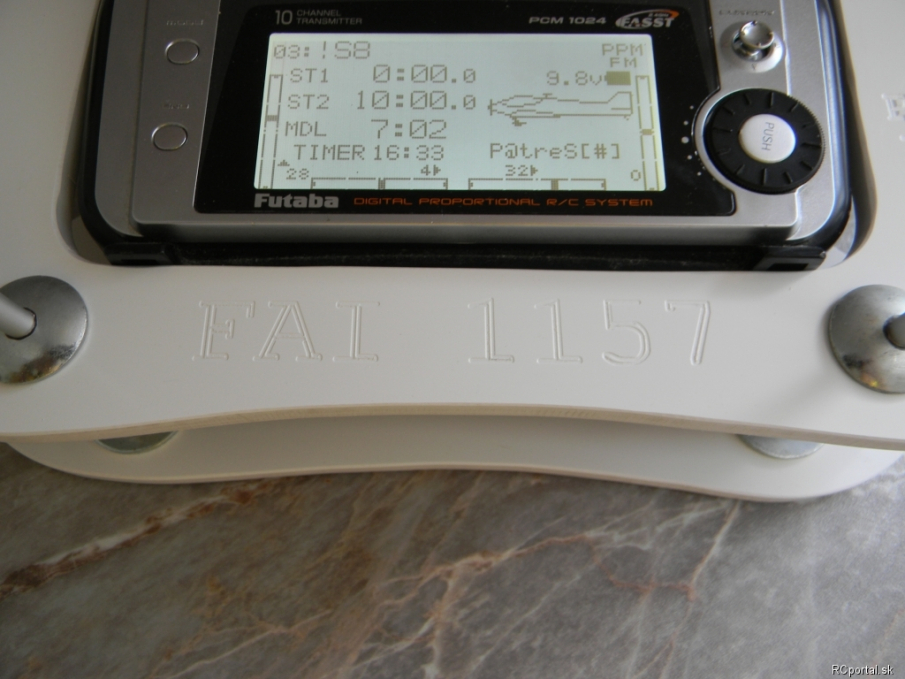 10 CHANNEL TRANSMITTER
PCM 1024 FASST
03:!S8 PPM
FM
ST1 0:00.0 9.8v
ST2 10:00.0
MDL 7:02
TIMER 16:33 P@treS[#]
28 4 32 0
Futaba DIGITAL PROPORTIONAL R/C SYSTEM
PUSH
FAI 1157
RCportal.sk